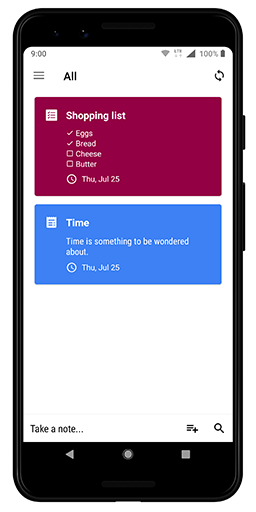 9:00 LTE 100%
All
Shopping list
✓ Eggs
✓ Bread
☐ Cheese
☐ Butter
Thu, Jul 25
Time
Time is something to be wondered
about.
Thu, Jul 25
Take a note...